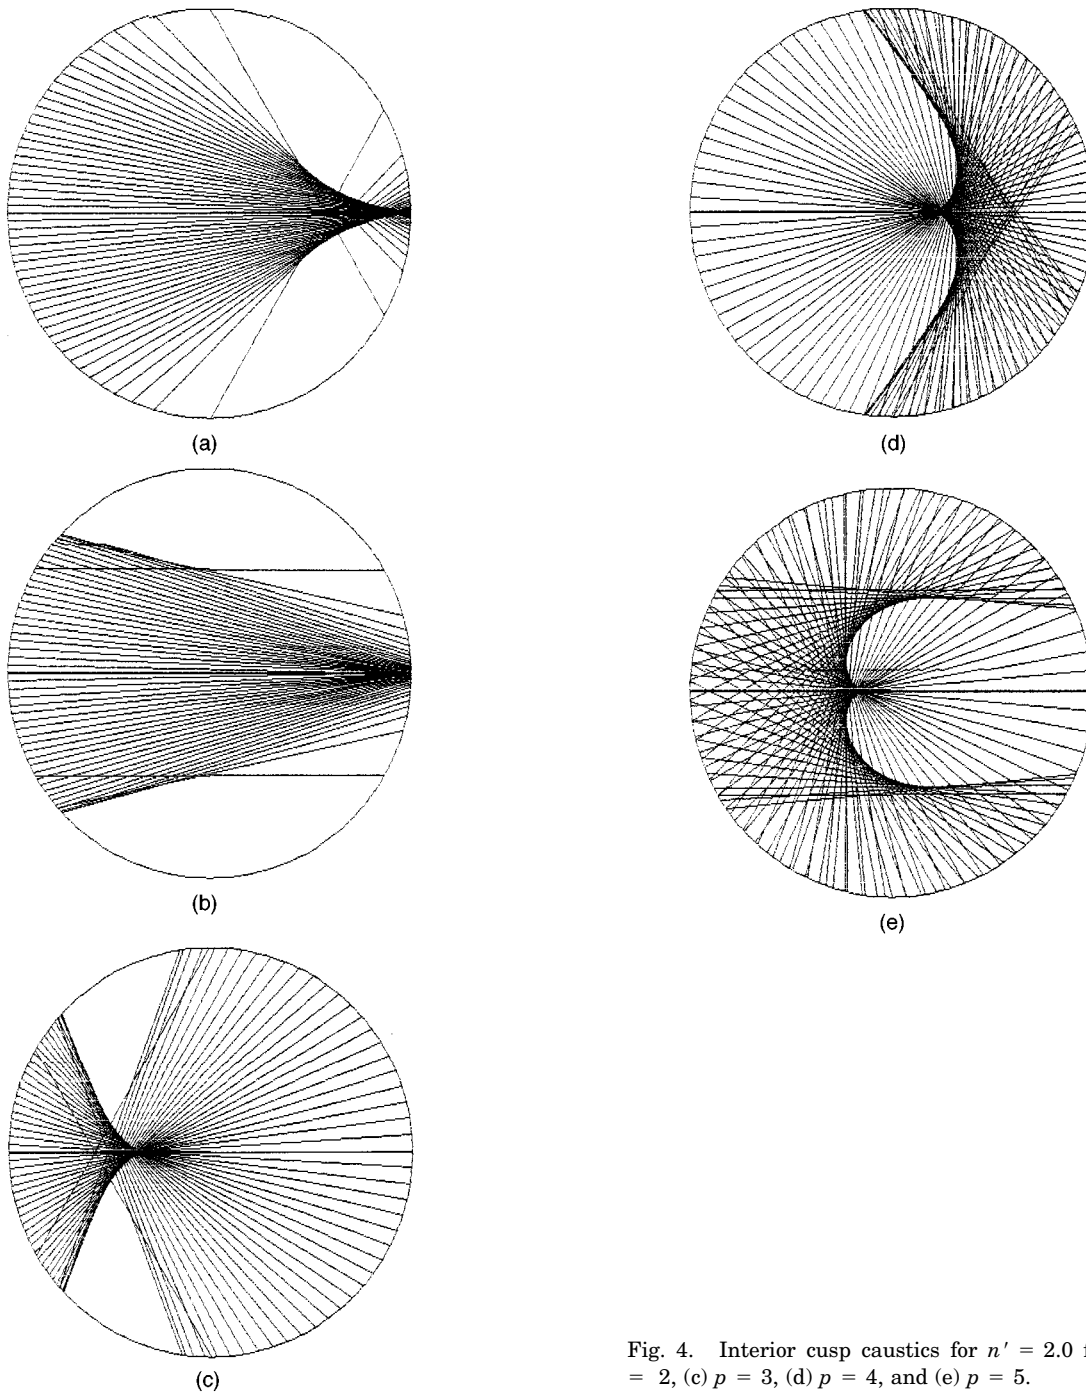 (a)
(b)
(c)
(d)
(e)
Fig. 4. Interior cusp caustics for n′ = 2.0
= 2, (c) p = 3, (d) p = 4, and (e) p = 5.